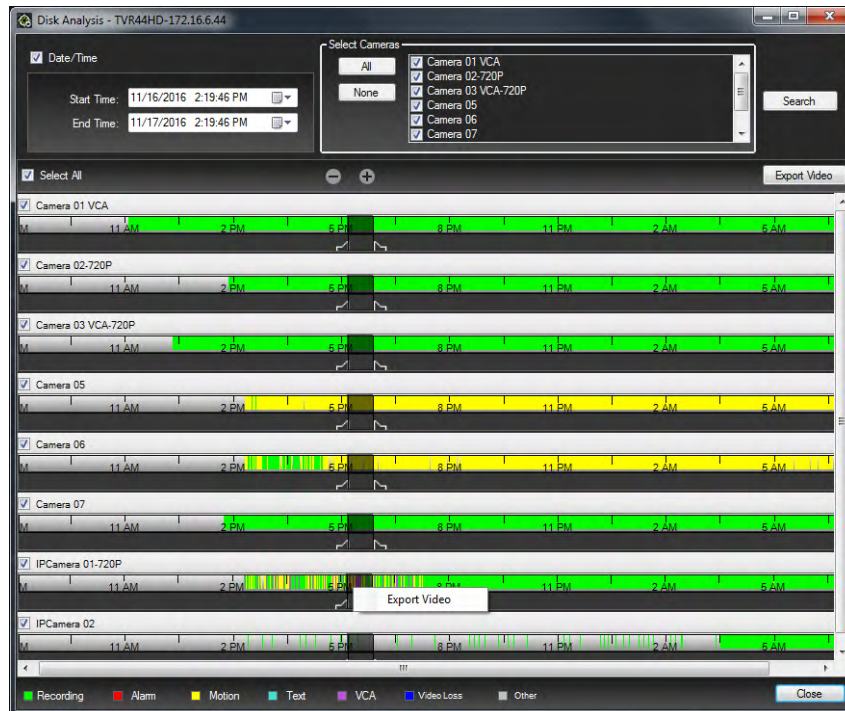 Disk Analysis - TVR44HD-172.16.6.44
Date/Time
Start Time: 11/16/2016 2:19:46 PM
End Time: 11/17/2016 2:19:46 PM
Select Cameras
All
None
Camera 01 VCA
Camera 02-720P
Camera 03 VCA-720P
Camera 05
Camera 06
Camera 07
Search
Select All
Export Video
Camera 01 VCA
M 11 AM 2 PM 5 PM 8 PM 11 PM 2 AM 5 AM
Camera 02-720P
M 11 AM 2 PM 5 PM 8 PM 11 PM 2 AM 5 AM
Camera 03 VCA-720P
M 11 AM 2 PM 5 PM 8 PM 11 PM 2 AM 5 AM
Camera 05
M 11 AM 2 PM 5 PM 8 PM 11 PM 2 AM 5 AM
Camera 06
M 11 AM 2 PM 5 PM 8 PM 11 PM 2 AM 5 AM
Camera 07
M 11 AM 2 PM 5 PM 8 PM 11 PM 2 AM 5 AM
IPCamera 01-720P
M 11 AM 2 PM 5 PM 8 PM 11 PM 2 AM 5 AM
Export Video
IPCamera 02
M 11 AM 2 PM 5 PM 8 PM 11 PM 2 AM 5 AM
Recording Alarm Motion Text VCA Video Loss Other
Close